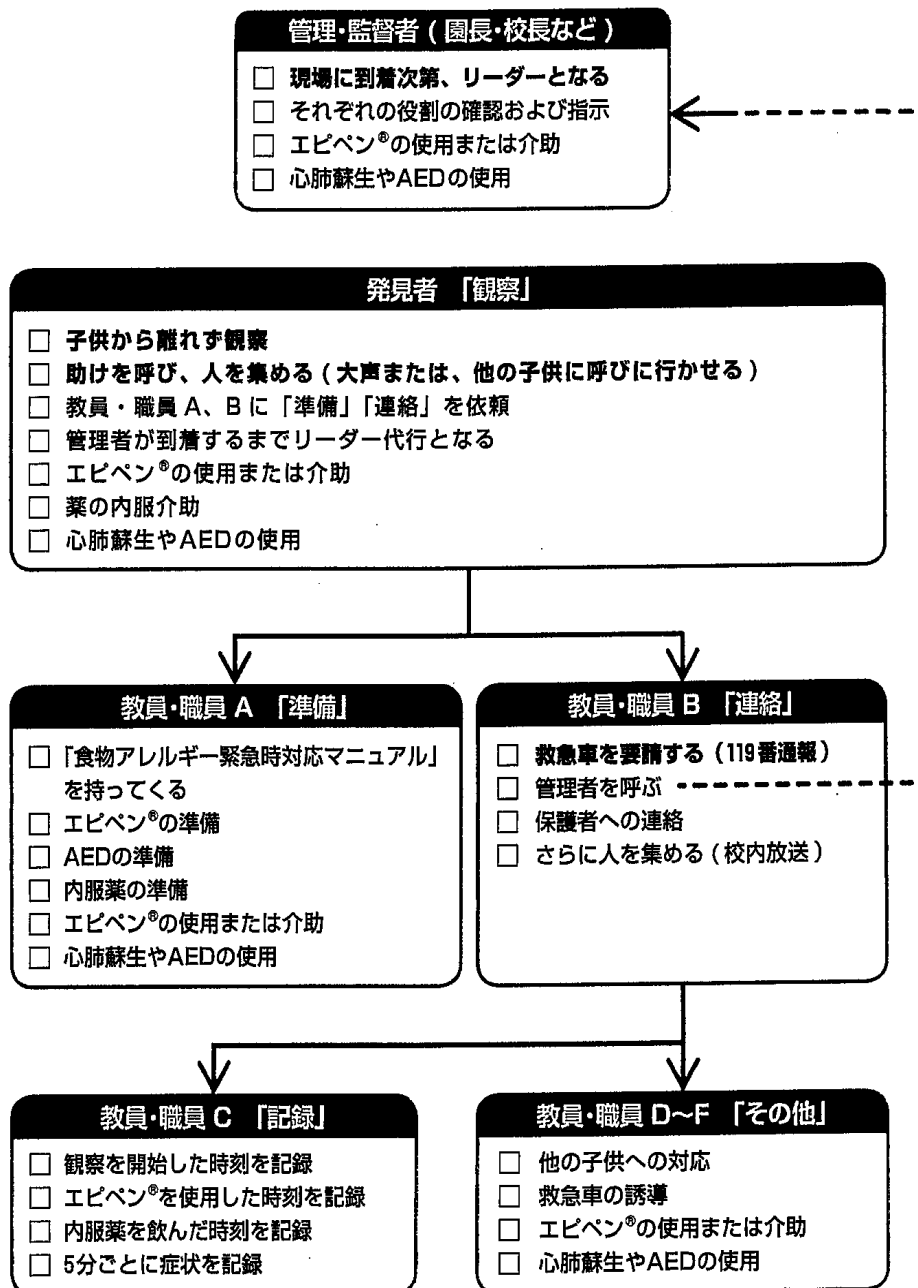 管理・監督者(園長・校長など)
□ 現場に到着次第、リーダーとなる
□ それぞれの役割の確認および指示
□ エピペン®の使用または介助
□ 心肺蘇生やAEDの使用
発見者 「観察」
□ 子供から離れず観察
□ 助けを呼び、人を集める(大声または、他の子供に呼びに行かせる)
□ 教員・職員 A、B に「準備」「連絡」を依頼
□ 管理者が到着するまでリーダー代行となる
□ エピペン®の使用または介助
□ 薬の内服介助
□ 心肺蘇生やAEDの使用
教員・職員 A 「準備」
□ 「食物アレルギー緊急時対応マニュアル」
を持ってくる
□ エピペン®の準備
□ AEDの準備
□ 内服薬の準備
□ エピペン®の使用または介助
□ 心肺蘇生やAEDの使用
教員・職員 B 「連絡」
□ 救急車を要請する(119番通報)
□ 管理者を呼ぶ
□ 保護者への連絡
□ さらに人を集める(校内放送)
教員・職員 C 「記録」
□ 観察を開始した時刻を記録
□ エピペン®を使用した時刻を記録
□ 内服薬を飲んだ時刻を記録
□ 5分ごとに症状を記録
教員・職員 D~F 「その他」
□ 他の子供への対応
□ 救急車の誘導
□ エピペン®の使用または介助
□ 心肺蘇生やAEDの使用